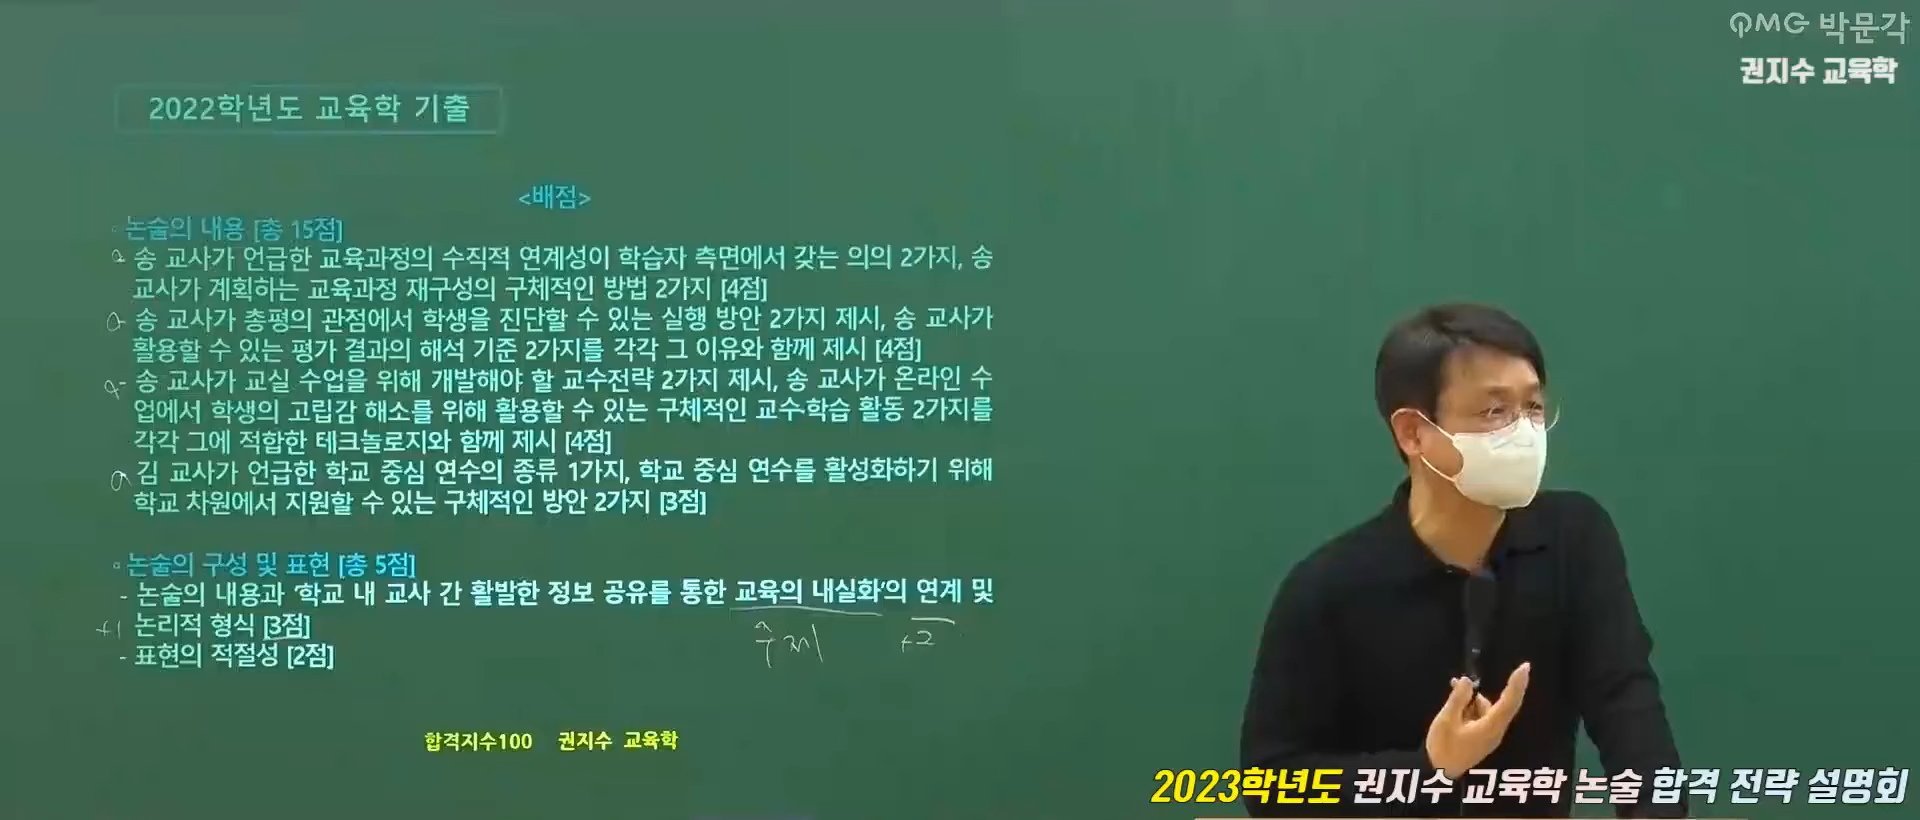 PMG 박문각
권지수 교육학
2022학년도 교육학 기출
<배점>
◦ 논술의 내용 [총 15점]
송 교사가 언급한 교육과정의 수직적 연계성이 학습자 측면에서 갖는 의의 2가지, 송
교사가 계획하는 교육과정 재구성의 구체적인 방법 2가지 [4점]
송 교사가 총평의 관점에서 학생을 진단할 수 있는 실행 방안 2가지 제시, 송 교사가
활용할 수 있는 평가 결과의 해석 기준 2가지를 각각 그 이유와 함께 제시 [4점]
- 송 교사가 교실 수업을 위해 개발해야 할 교수전략 2가지 제시, 송 교사가 온라인 수
업에서 학생의 고립감 해소를 위해 활용할 수 있는 구체적인 교수·학습 활동 2가지를
각각 그에 적합한 테크놀로지와 함께 제시 [4점]
김 교사가 언급한 학교 중심 연수의 종류 1가지, 학교 중심 연수를 활성화하기 위해
학교 차원에서 지원할 수 있는 구체적인 방안 2가지 [3점]
◦ 논술의 구성 및 표현 [총 5점]
- 논술의 내용과 '학교 내 교사 간 활발한 정보 공유를 통한 교육의 내실화'의 연계 및
+1 논리적 형식 [3점]
주제 +2
- 표현의 적절성 [2점]
합격지수100 권지수 교육학
2023학년도 권지수 교육학 논술 합격 전략 설명회